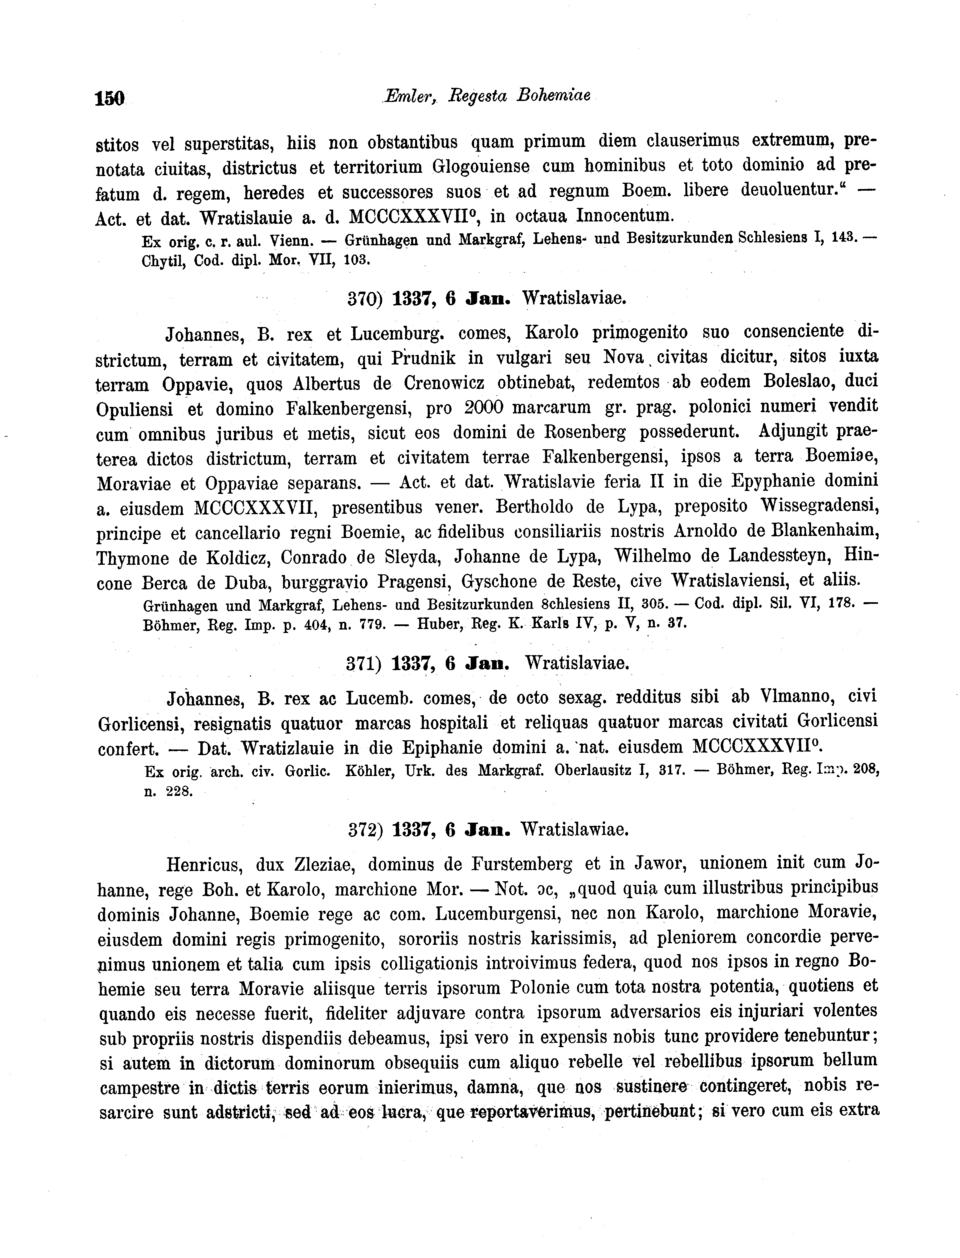 150
Emler, Regesta Bohemiae
stitos vel superstitas, hiis non obstantibus quam primum diem clauserimus extremum, pre-
notata ciuitas, districtus et territorium Glogouiense cum hominibus et toto dominio ad pre-
fatum d. regem, heredes et successores suos et ad regnum Boem. libere deuoluentur.“ —
Act. et dat. Wratislauie a. d. MCCCXXXVII⁰, in octaua Innocentum.
Ex orig. c. r. aul. Vienn. — Grünhagen und Markgraf, Lehens- und Besitzurkunden Schlesiens I, 143. —
Chytil, Cod. dipl. Mor. VII, 103.
370) 1337, 6 Jan. Wratislaviae.
Johannes, B. rex et Lucemburg. comes, Karolo primogenito suo consenciente di-
strictum, terram et civitatem, qui Prudnik in vulgari seu Nova civitas dicitur, sitos iuxta
terram Oppavie, quos Albertus de Crenowicz obtinebat, redemtos ab eodem Boleslao, duci
Opuliensi et domino Falkenbergensi, pro 2000 marcarum gr. prag. polonici numeri vendit
cum omnibus juribus et metis, sicut eos domini de Rosenberg possederunt. Adjungit prae-
terea dictos districtum, terram et civitatem terrae Falkenbergensi, ipsos a terra Boemiae,
Moraviae et Oppaviae separans. — Act. et dat. Wratislavie feria II in die Epyphanie domini
a. eiusdem MCCCXXXVII, presentibus vener. Bertholdo de Lypa, preposito Wissegradensi,
principe et cancellario regni Boemie, ac fidelibus consiliariis nostris Arnoldo de Blankenhaim,
Thymone de Koldicz, Conrado de Sleyda, Johanne de Lypa, Wilhelmo de Landessteyn, Hin-
cone Berca de Duba, burggravio Pragensi, Gyschone de Reste, cive Wratislaviensi, et aliis.
Grünhagen und Markgraf, Lehens- und Besitzurkunden Schlesiens II, 305. — Cod. dipl. Sil. VI, 178. —
Böhmer, Reg. Imp. p. 404, n. 779. — Huber, Reg. K. Karls IV, p. V, n. 37.
371) 1337, 6 Jan. Wratislaviae.
Johannes, B. rex ac Lucemb. comes, de octo sexag. redditus sibi ab Vlmanno, civi
Gorlicensi, resignatis quatuor marcas hospitali et reliquas quatuor marcas civitati Gorlicensi
confert. — Dat. Wratizlauie in die Epiphanie domini a. nat. eiusdem MCCCXXXVII⁰.
Ex orig. arch. civ. Gorlic. Köhler, Urk. des Markgraf. Oberlausitz I, 317. — Böhmer, Reg. Imp. 208,
n. 228.
372) 1337, 6 Jan. Wratislawiae.
Henricus, dux Zleziae, dominus de Furstemberg et in Jawor, unionem init cum Jo-
hanne, rege Boh. et Karolo, marchione Mor. — Not. oc, „quod quia cum illustribus principibus
dominis Johanne, Boemie rege ac com. Lucemburgensi, nec non Karolo, marchione Moravie,
eiusdem domini regis primogenito, sororiis nostris karissimis, ad pleniorem concordie perve-
nimus unionem et talia cum ipsis colligationis introivimus federa, quod nos ipsos in regno Bo-
hemie seu terra Moravie aliisque terris ipsorum Polonie cum tota nostra potentia, quotiens et
quando eis necesse fuerit, fideliter adjuvare contra ipsorum adversarios eis injuriari volentes
sub propriis nostris dispendiis debeamus, ipsi vero in expensis nobis tunc providere tenebuntur;
si autem in dictorum dominorum obsequiis cum aliquo rebelle vel rebellibus ipsorum bellum
campestre in dictis terris eorum inierimus, damna, que nos sustinere contingeret, nobis re-
sarcire sunt adstricti, sed ad eos lucra, que reportaverimus, pertinebunt; si vero cum eis extra